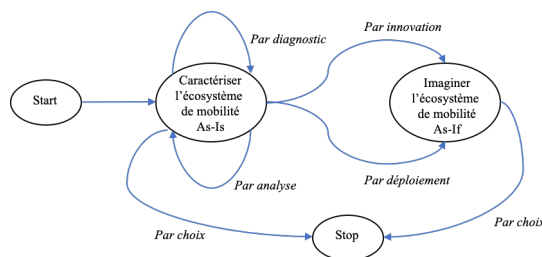 Par diagnostic
Par innovation
Start
Caractériser
l'écosystème
de mobilité
As-Is
Imaginer
l'écosystème
de mobilité
As-If
Par analyse
Par déploiement
Par choix
Stop
Par choix